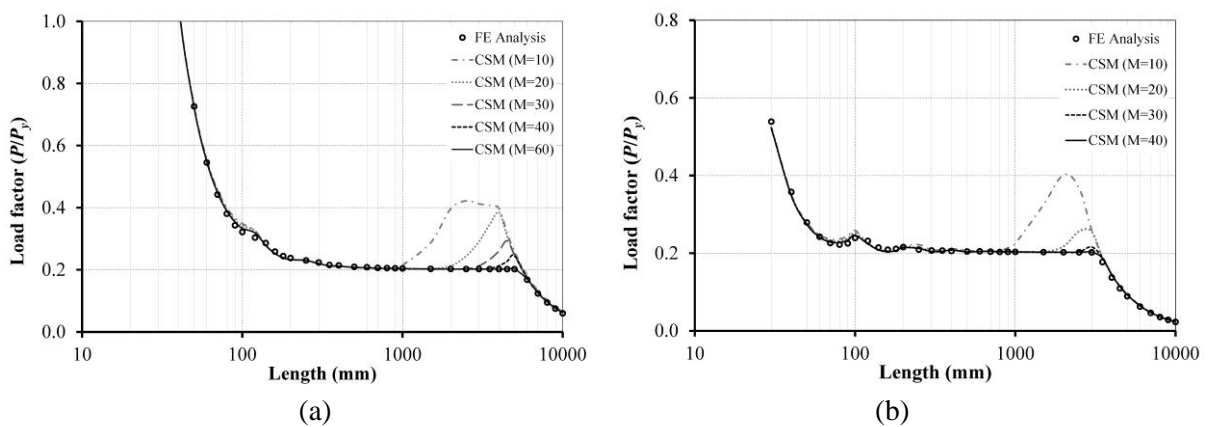 1.0
0.8
0.6
0.4
0.2
0.0
Load factor (P/Py)
FE Analysis
CSM (M=10)
CSM (M=20)
CSM (M=30)
CSM (M=40)
CSM (M=60)
10
100
1000
10000
Length (mm)
(a)
0.8
0.6
0.4
0.2
0.0
Load factor (P/Py)
FE Analysis
CSM (M=10)
CSM (M=20)
CSM (M=30)
CSM (M=40)
10
100
1000
10000
Length (mm)
(b)